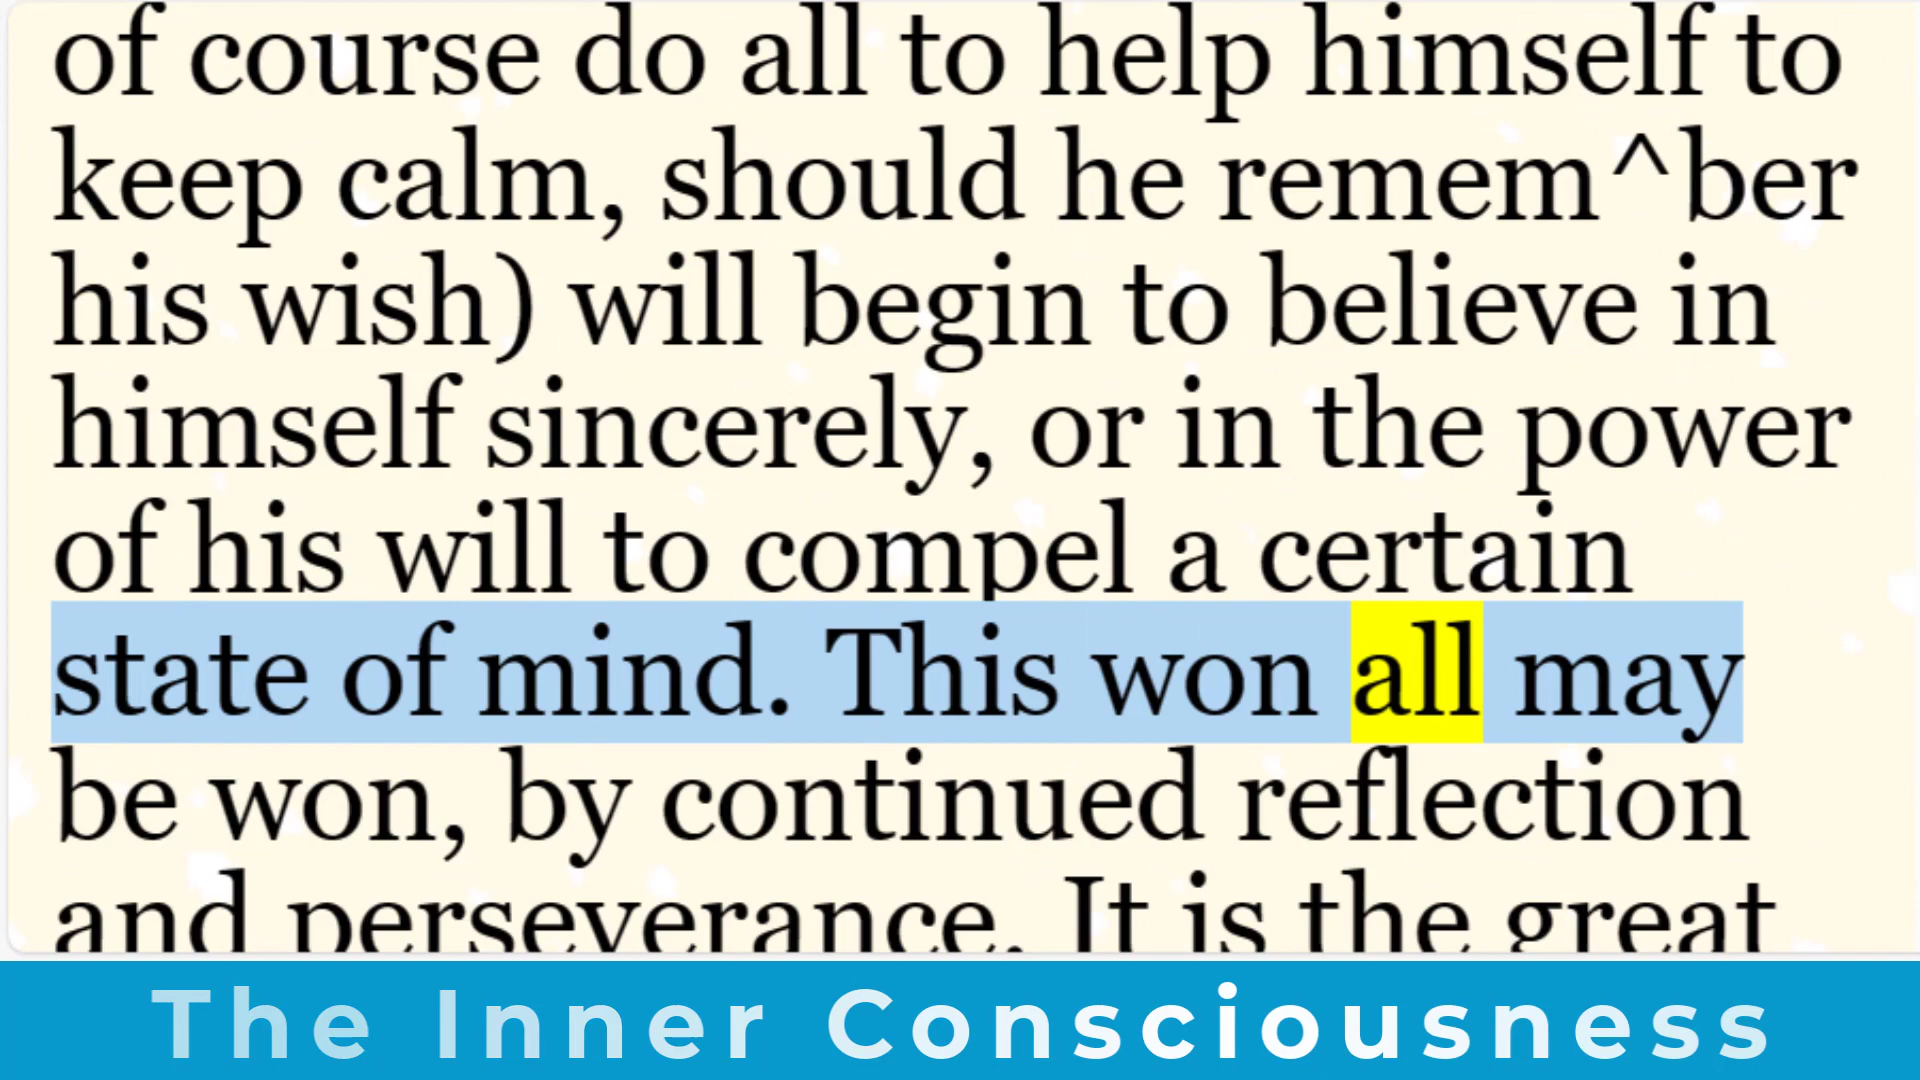 of course do all to help himself to
keep calm, should he remem^ber
his wish) will begin to believe in
himself sincerely, or in the power
of his will to compel a certain
state of mind. This won all may
be won, by continued reflection
and perseverance. It is the great
The Inner Consciousness